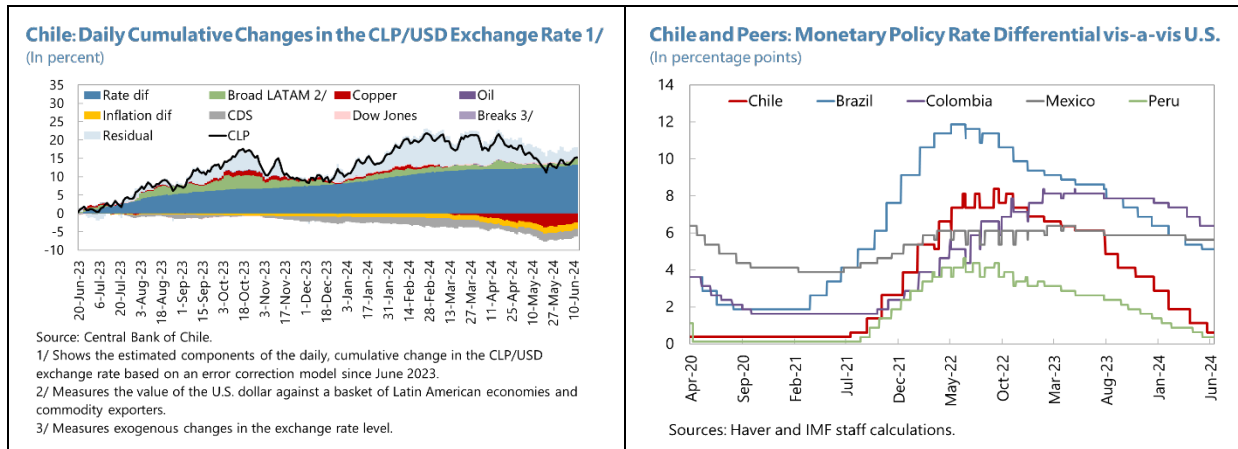 Chile: Daily Cumulative Changes in the CLP/USD Exchange Rate 1/
(In percent)
35
30
25
20
15
10
5
0
-5
-10
Rate dif
Broad LATAM 2/
Copper
Oil
Inflation dif
CDS
Dow Jones
Breaks 3/
Residual
CLP
20-Jun-23
6-Jul-23
20-Jul-23
3-Aug-23
18-Aug-23
1-Sep-23
15-Sep-23
3-Oct-23
18-Oct-23
3-Nov-23
17-Nov-23
1-Dec-23
18-Dec-23
3-Jan-24
17-Jan-24
31-Jan-24
14-Feb-24
28-Feb-24
13-Mar-24
27-Mar-24
11-Apr-24
25-Apr-24
10-May-24
27-May-24
10-Jun-24
Source: Central Bank of Chile.
1/ Shows the estimated components of the daily, cumulative change in the CLP/USD
exchange rate based on an error correction model since June 2023.
2/ Measures the value of the U.S. dollar against a basket of Latin American economies and
commodity exporters.
3/ Measures exogenous changes in the exchange rate level.
Chile and Peers: Monetary Policy Rate Differential vis-a-vis U.S.
(In percentage points)
14
12
10
8
6
4
2
0
Chile
Brazil
Colombia
Mexico
Peru
Apr-20
Sep-20
Feb-21
Jul-21
Dec-21
May-22
Oct-22
Mar-23
Aug-23
Jan-24
Jun-24
Sources: Haver and IMF staff calculations.